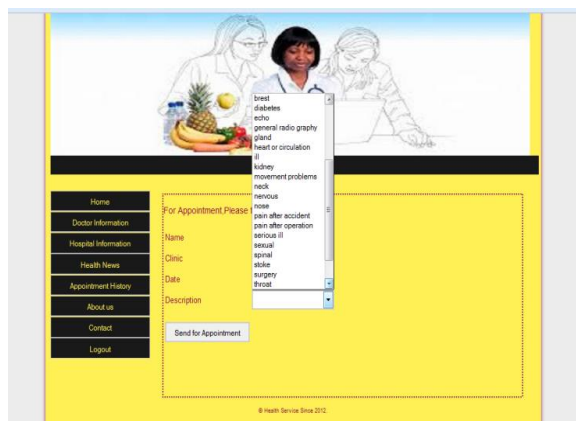 brest
diabetes
echo
general radio graphy
gland
heart or circulation
ill
kidney
movement problems
neck
nervous
nose
pain after accident
pain after operation
serious ill
sexual
spinal
stoke
surgery
throat
Home
Doctor Information
Hospital Information
Health News
Appointment History
About us
Contact
Logout
For Appointment,Please
Name
Clinic
Date
Description
Send for Appointment
© Health Service Since 2012.